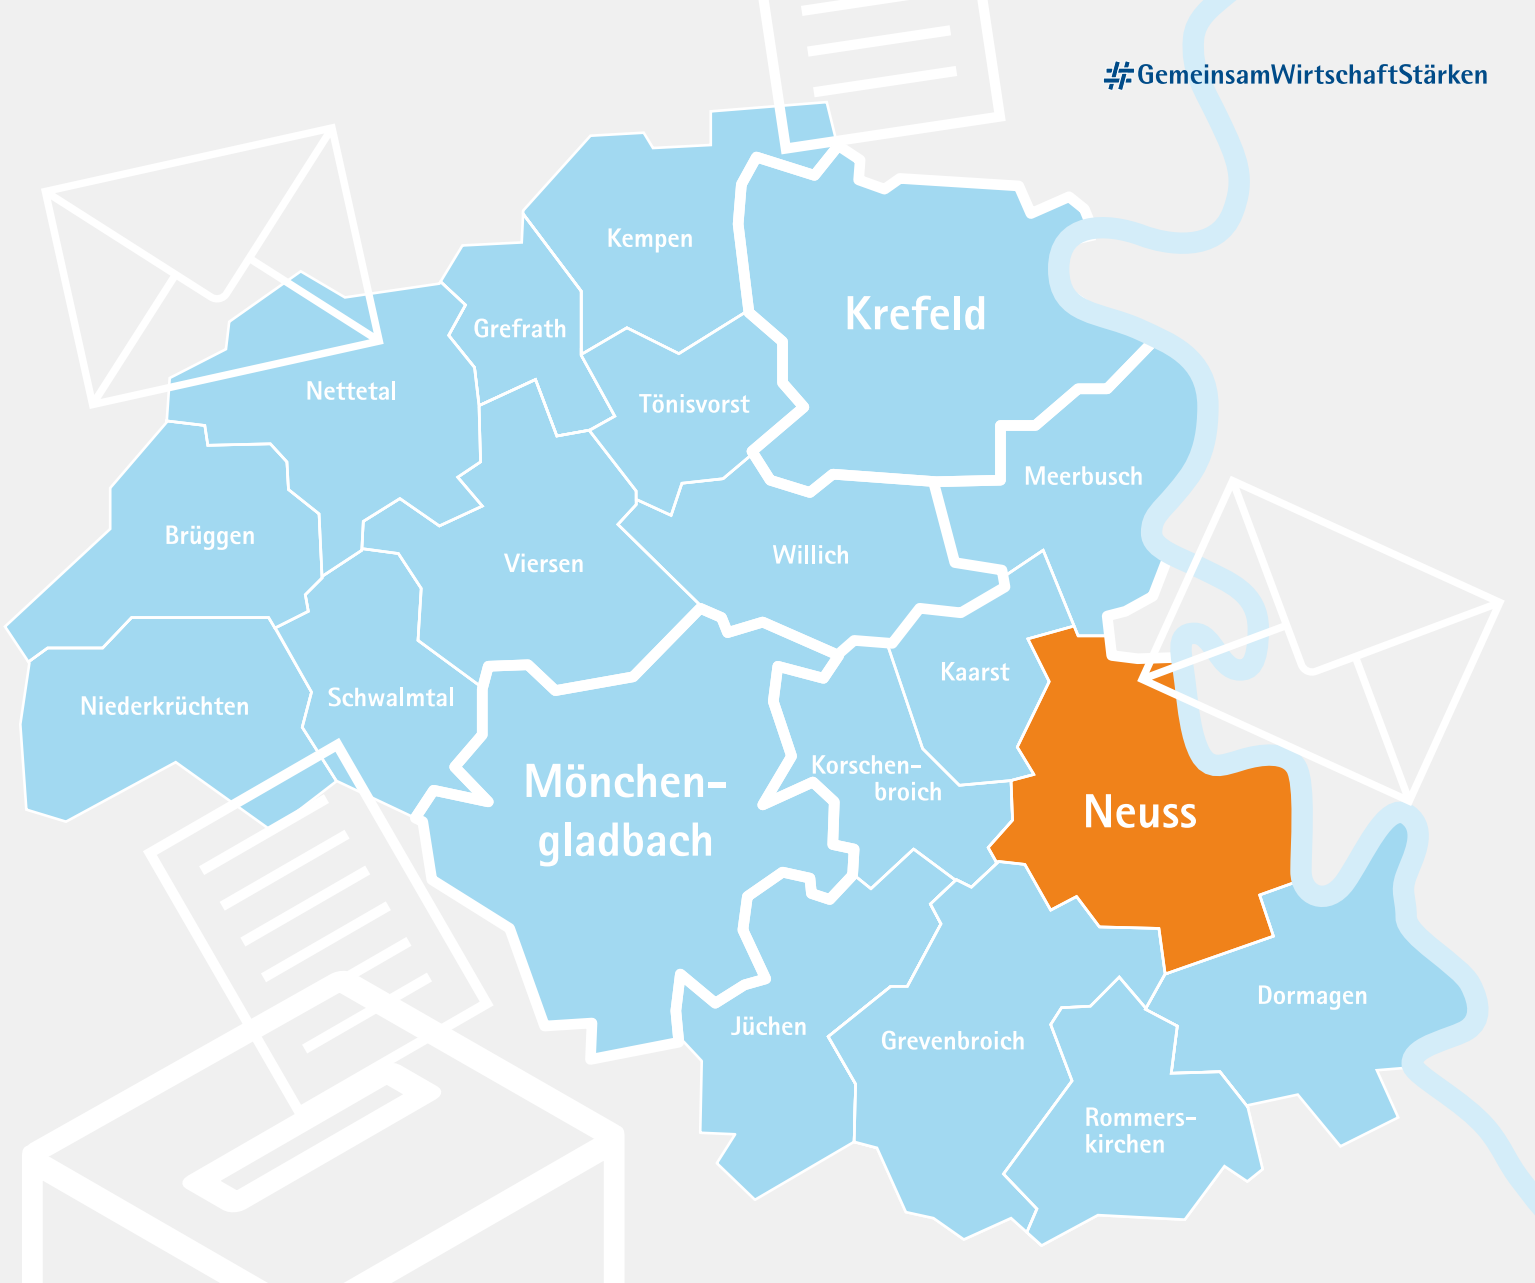 #GemeinsamWirtschaftStärken
Kempen
Krefeld
Grefrath
Nettetal
Tönisvorst
Meerbusch
Brüggen
Viersen
Willich
Kaarst
Niederkrüchten
Schwalmtal
Korschen-
broich
Mönchen-
gladbach
Neuss
Dormagen
Jüchen
Grevenbroich
Rommers-
kirchen